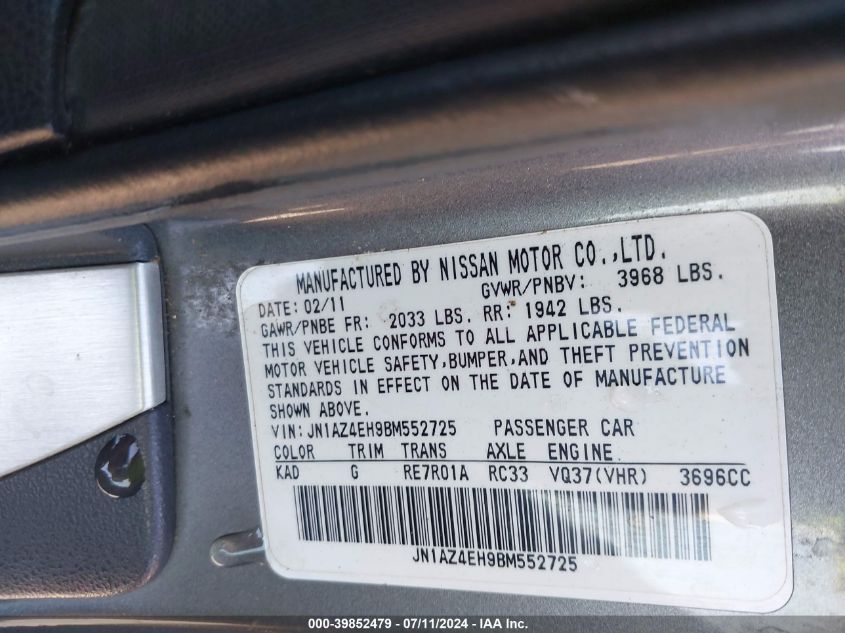 MANUFACTURED BY NISSAN MOTOR CO.,LTD.
DATE: 02/11 GVWR/PNBV: 3968 LBS.
GAWR/PNBE FR: 2033 LBS. RR: 1942 LBS.
THIS VEHICLE CONFORMS TO ALL APPLICABLE FEDERAL
MOTOR VEHICLE SAFETY,BUMPER,AND THEFT PREVENTION
STANDARDS IN EFFECT ON THE DATE OF MANUFACTURE
SHOWN ABOVE.
VIN:JN1AZ4EH9BM552725 PASSENGER CAR
COLOR TRIM TRANS AXLE ENGINE
KAD G RE7R01A RC33 VQ37(VHR) 3696CC
JN1AZ4EH9BM552725
000-39852479 - 07/11/2024 - IAA Inc.